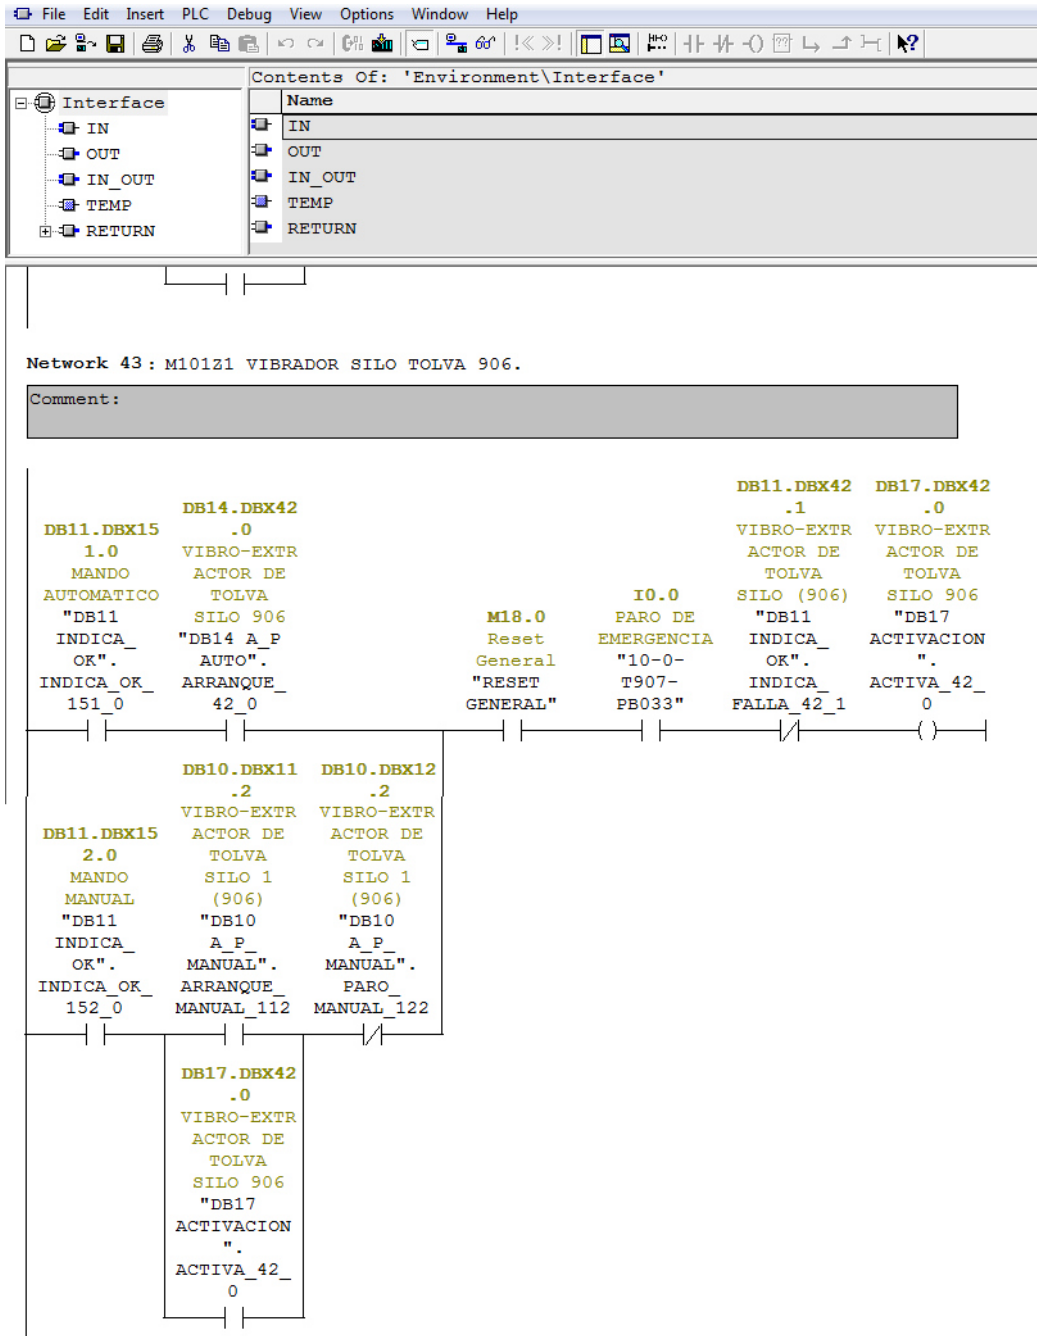 File Edit Insert PLC Debug View Options Window Help
Contents Of: 'Environment\Interface'
Interface
IN
OUT
IN_OUT
TEMP
RETURN
Name
IN
OUT
IN_OUT
TEMP
RETURN
Network 43: M101Z1 VIBRADOR SILO TOLVA 906.
Comment:
DB11.DBX15
1.0
MANDO
AUTOMATICO
"DB11
INDICA_
OK".
INDICA_OK_
151_0
DB14.DBX42
.0
VIBRO-EXTR
ACTOR DE
TOLVA
SILO 906
"DB14 A_P
AUTO".
ARRANQUE_
42_0
M18.0
Reset
General
"RESET
GENERAL"
I0.0
PARO DE
EMERGENCIA
"10-0-
T907-
PB033"
DB11.DBX42
.1
VIBRO-EXTR
ACTOR DE
TOLVA
SILO (906)
"DB11
INDICA_
OK".
INDICA_
FALLA_42_1
DB17.DBX42
.0
VIBRO-EXTR
ACTOR DE
TOLVA
SILO 906
"DB17
ACTIVACION
".
ACTIVA_42_
0
DB11.DBX15
2.0
MANDO
MANUAL
"DB11
INDICA_
OK".
INDICA_OK_
152_0
DB10.DBX11
.2
VIBRO-EXTR
ACTOR DE
TOLVA
SILO 1
(906)
"DB10
A_P_
MANUAL".
ARRANQUE_
MANUAL_112
DB10.DBX12
.2
VIBRO-EXTR
ACTOR DE
TOLVA
SILO 1
(906)
"DB10
A_P_
MANUAL".
PARO_
MANUAL_122
DB17.DBX42
.0
VIBRO-EXTR
ACTOR DE
TOLVA
SILO 906
"DB17
ACTIVACION
".
ACTIVA_42_
0